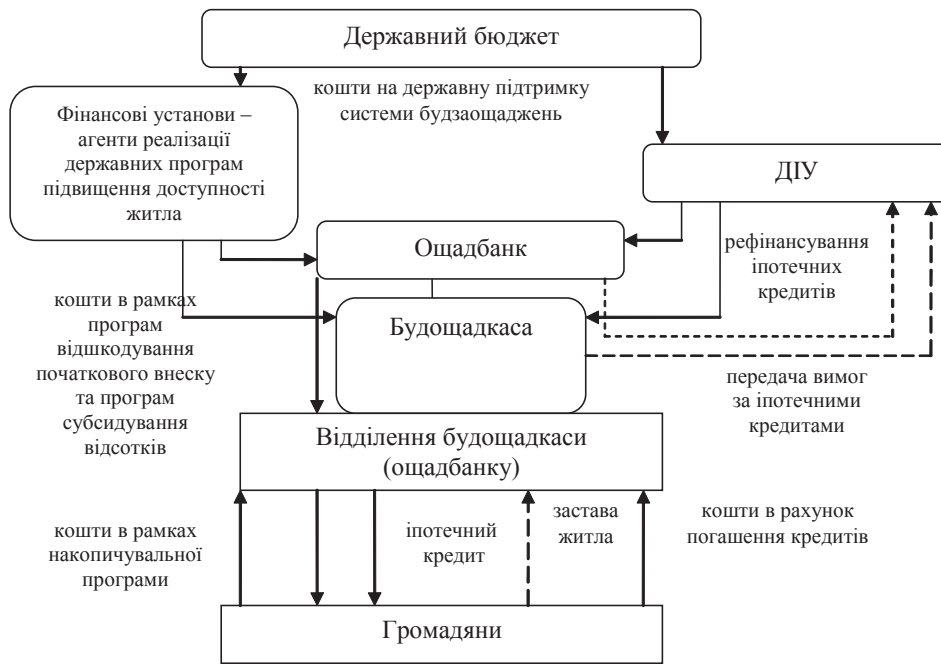 Державний бюджет
кошти на державну підтримку
системи будзаощаджень
Фінансові установи –
агенти реалізації
державних програм
підвищення доступності
житла
ДІУ
Ощадбанк
рефінансування
іпотечних
кредитів
кошти в рамках
програм
відшкодування
початкового внеску
та програм
субсидування
відсотків
Будощадкаса
передача вимог
за іпотечними
кредитами
Відділення будощадкаси
(ощадбанку)
кошти в рамках
накопичувальної
програми
іпотечний
кредит
застава
житла
кошти в рахунок
погашення кредитів
Громадяни